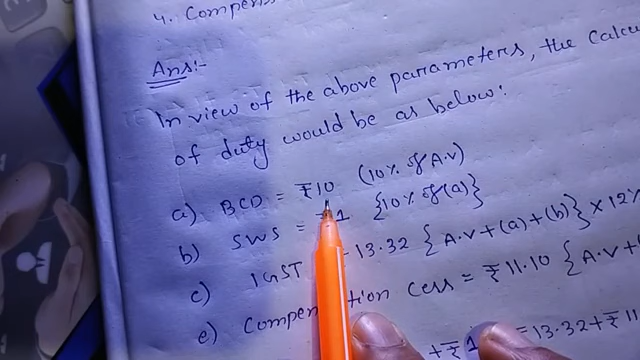 4. Compens
Ans:-
In view of the above parameters, the calcu
of duty would be as below:
a) BCD = ₹10 (10% of A.V)
b) SWS = ₹1 {10% of (a)}
c) IGST 13.32 {A.V+(a)+(b)} × 12%
e) Compen tion Cess = ₹11.10 {A.V+
+₹1 = 13.32+₹11